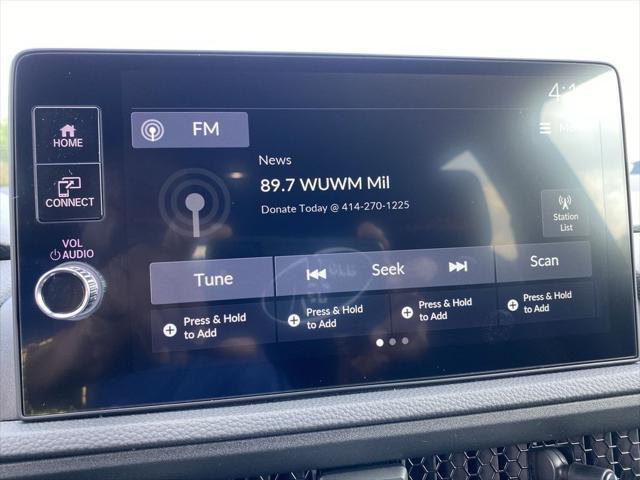 HOME
CONNECT
VOL
AUDIO
FM
News
89.7 WUWM Mil
Donate Today @ 414-270-1225
Station
List
Tune
Seek
Scan
Press & Hold
to Add
Press & Hold
to Add
Press & Hold
to Add
Press & Hold
to Add